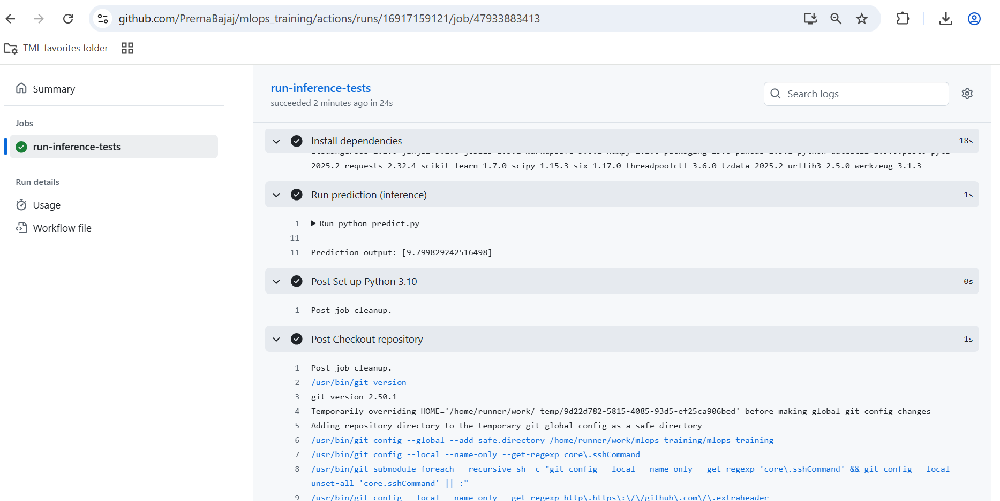 github.com/PrernaBajaj/mlops_training/actions/runs/16917159121/job/47933883413
TML favorites folder
Summary
Jobs
run-inference-tests
Run details
Usage
Workflow file
run-inference-tests
succeeded 2 minutes ago in 24s
Search logs
Install dependencies
18s
2025.2 requests-2.32.4 scikit-learn-1.7.0 scipy-1.15.3 six-1.17.0 threadpoolctl-3.6.0 tzdata-2025.2 urllib3-2.5.0 werkzeug-3.1.3
Run prediction (inference)
1s
1 Run python predict.py
11
11 Prediction output: [9.799829242516498]
Post Set up Python 3.10
0s
1 Post job cleanup.
Post Checkout repository
1s
1 Post job cleanup.
2 /usr/bin/git version
3 git version 2.50.1
4 Temporarily overriding HOME='/home/runner/work/_temp/9d22d782-5815-4085-93d5-ef25ca906bed' before making global git config changes
5 Adding repository directory to the temporary git global config as a safe directory
6 /usr/bin/git config --global --add safe.directory /home/runner/work/mlops_training/mlops_training
7 /usr/bin/git config --local --name-only --get-regexp core\.sshCommand
8 /usr/bin/git submodule foreach --recursive sh -c "git config --local --name-only --get-regexp 'core\.sshCommand' && git config --local --
unset-all 'core.sshCommand' || :"
9 /usr/bin/git config --local --name-only --get-regexp http\.https\:\/\/github\.com\/\.extraheader